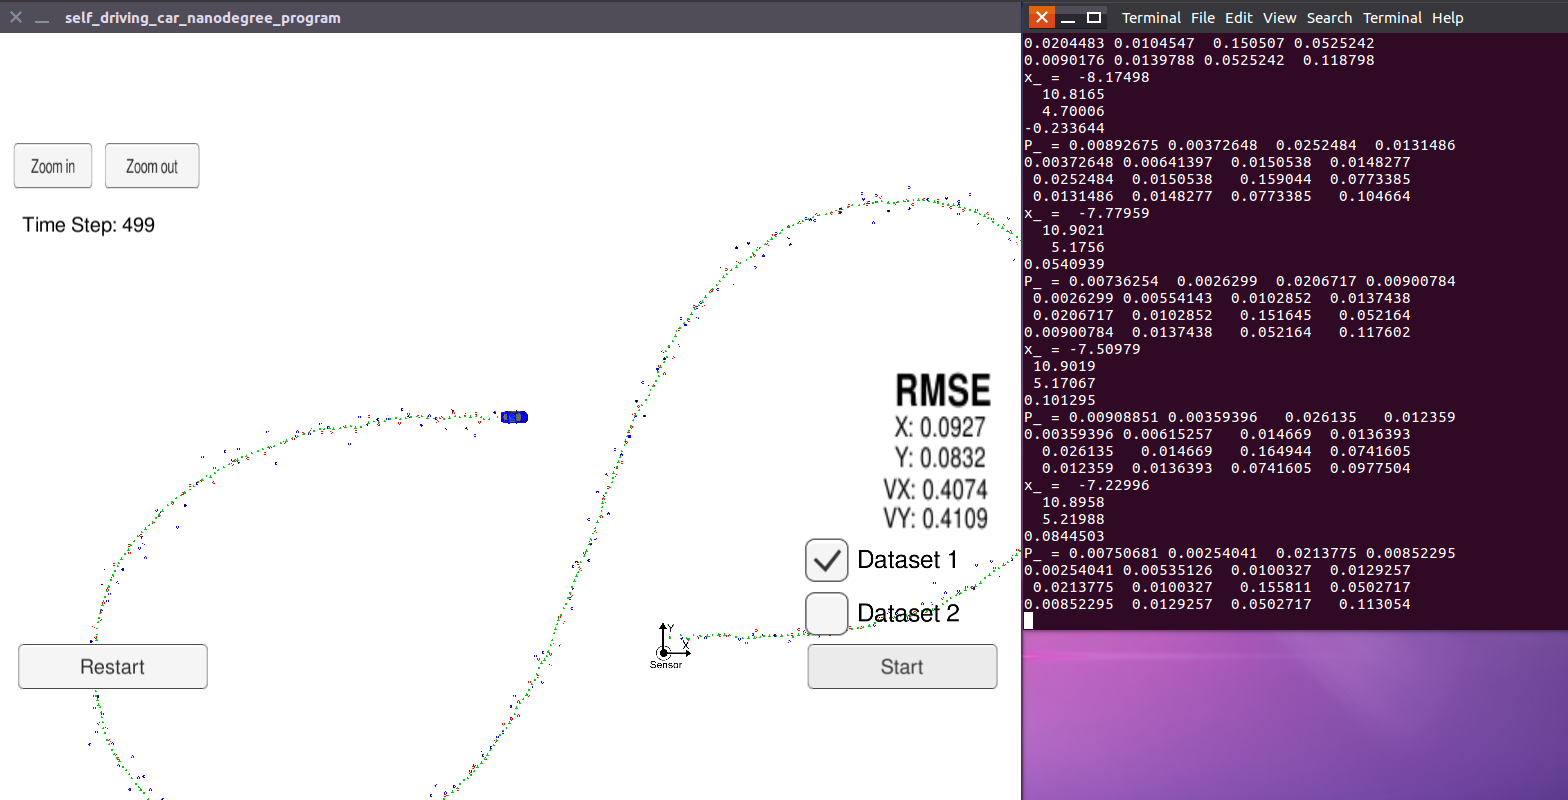 self_driving_car_nanodegree_program
Zoom in
Zoom out
Time Step: 499
RMSE
X: 0.0927
Y: 0.0832
VX: 0.4074
VY: 0.4109
Dataset 1
Dataset 2
Y
X
Sensor
Restart
Start
Terminal File Edit View Search Terminal Help
0.0204483 0.0104547 0.150507 0.0525242
0.0090176 0.0139788 0.0525242 0.118798
x_ = -8.17498
10.8165
4.70006
-0.233644
P_ = 0.00892675 0.00372648 0.0252484 0.0131486
0.00372648 0.00641397 0.0150538 0.0148277
0.0252484 0.0150538 0.159044 0.0773385
0.0131486 0.0148277 0.0773385 0.104664
x_ = -7.77959
10.9021
5.1756
0.0540939
P_ = 0.00736254 0.0026299 0.0206717 0.00900784
0.0026299 0.00554143 0.0102852 0.0137438
0.0206717 0.0102852 0.151645 0.052164
0.00900784 0.0137438 0.052164 0.117602
x_ = -7.50979
10.9019
5.17067
0.101295
P_ = 0.00908851 0.00359396 0.026135 0.012359
0.00359396 0.00615257 0.014669 0.0136393
0.026135 0.014669 0.164944 0.0741605
0.012359 0.0136393 0.0741605 0.0977504
x_ = -7.22996
10.8958
5.21988
0.0844503
P_ = 0.00750681 0.00254041 0.0213775 0.00852295
0.00254041 0.00535126 0.0100327 0.0129257
0.0213775 0.0100327 0.155811 0.0502717
0.00852295 0.0129257 0.0502717 0.113054